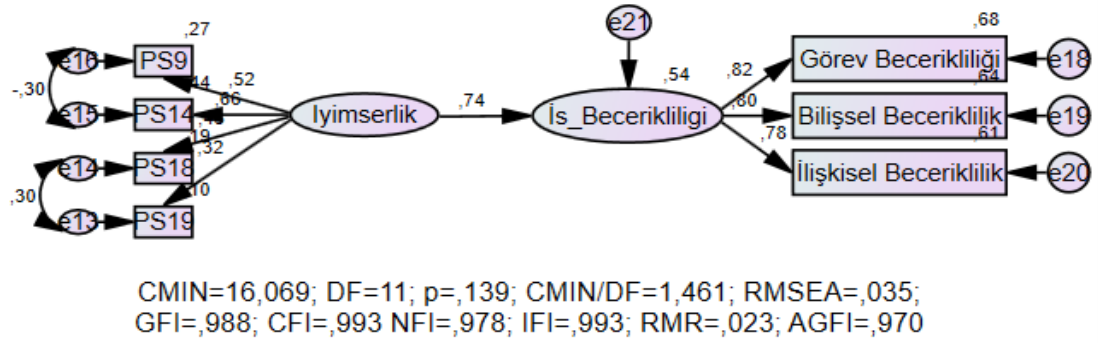 e21
,27
,68
e16
PS9
,52
,54
,82
Görev Becerikliliği
e18
-,30
,44
,66
,64
e15
PS14
Iyimserlik
,74
İs_Becerikliligi
,80
Bilişsel Beceriklilik
e19
,19
,32
,78
,61
e14
PS18
İlişkisel Beceriklilik
e20
,30
,10
e13
PS19
CMIN=16,069; DF=11; p=,139; CMIN/DF=1,461; RMSEA=,035;
GFI=,988; CFI=,993 NFI=,978; IFI=,993; RMR=,023; AGFI=,970